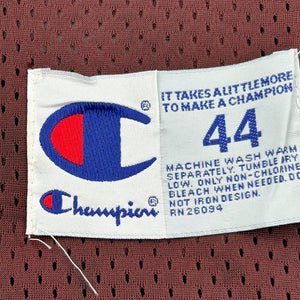 Champion®
IT TAKES A LITTLE MORE
TO MAKE A CHAMPION
44
MACHINE WASH WARM
SEPARATELY. TUMBLE DRY
LOW. ONLY NON-CHLORINE
BLEACH WHEN NEEDED. DO
NOT IRON DESIGN.
RN26094